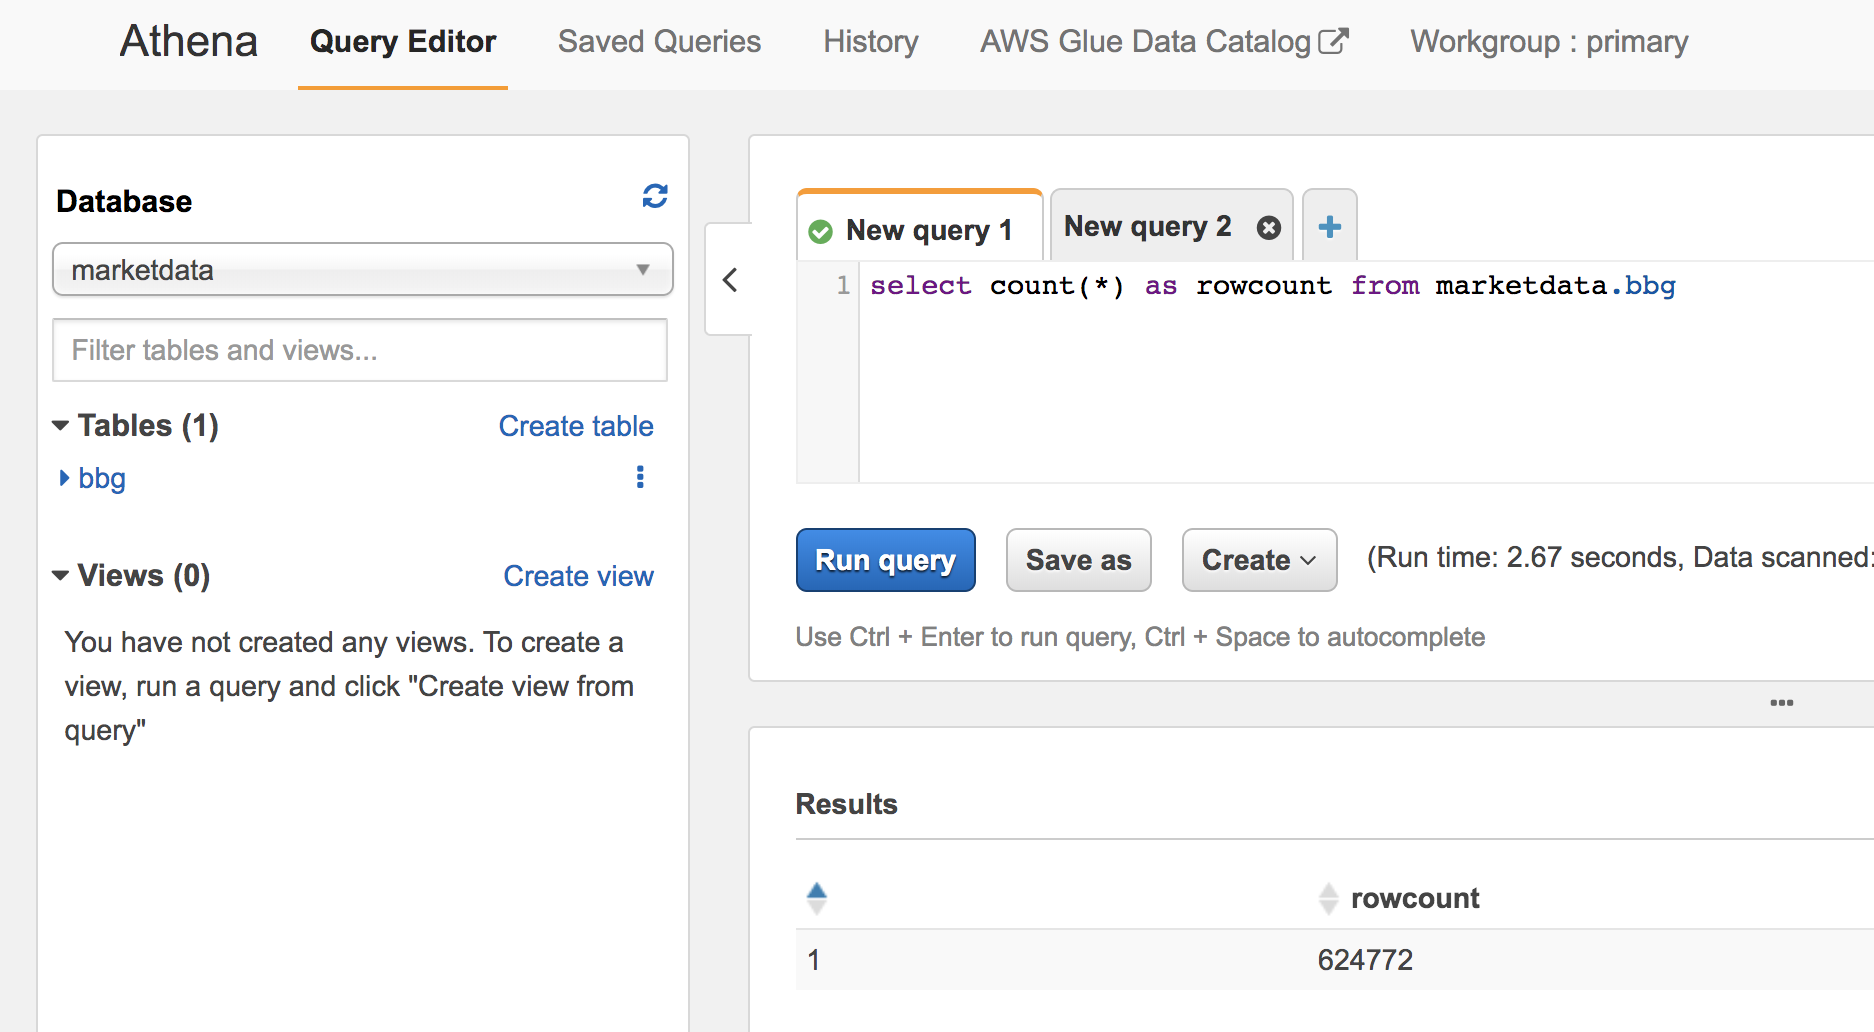 Athena Query Editor Saved Queries History AWS Glue Data Catalog Workgroup : primary
Database
marketdata
Filter tables and views...
Tables (1) Create table
bbg
Views (0) Create view
You have not created any views. To create a
view, run a query and click "Create view from
query"
New query 1 New query 2
1 select count(*) as rowcount from marketdata.bbg
Run query Save as Create (Run time: 2.67 seconds, Data scanned:
Use Ctrl + Enter to run query, Ctrl + Space to autocomplete
Results
rowcount
1 624772